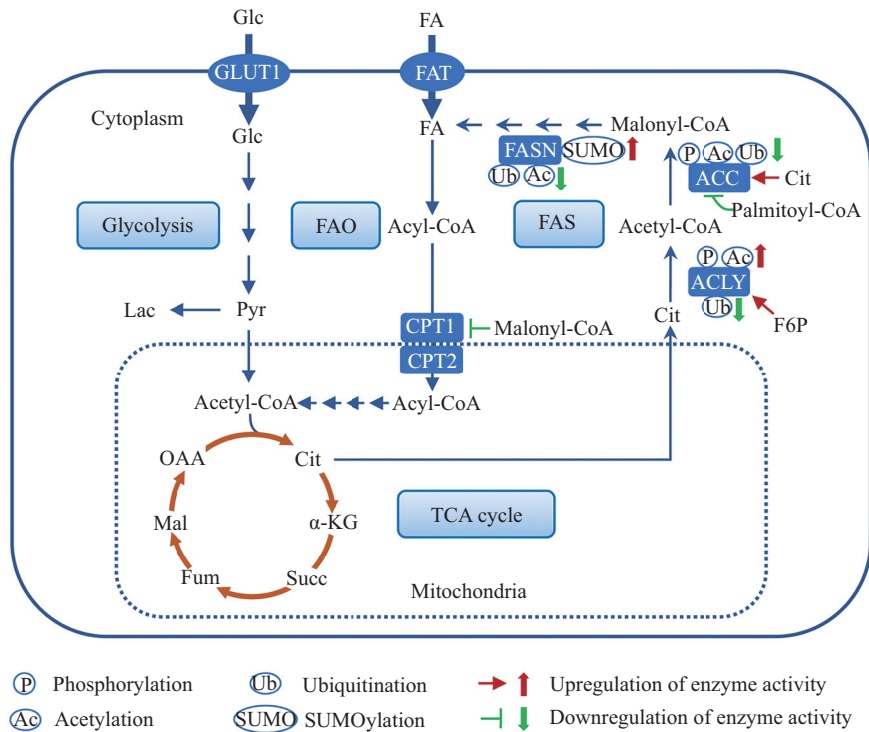 Glc
FA
GLUT1
FAT
Cytoplasm
Glc
FA
Malonyl-CoA
FASN
SUMO
Ub
Ac
P
Ac
Ub
ACC
Cit
Palmitoyl-CoA
Glycolysis
FAO
Acyl-CoA
FAS
Acetyl-CoA
P
Ac
ACLY
Ub
F6P
Lac
Pyr
CPT1
Malonyl-CoA
Cit
CPT2
Acetyl-CoA
Acyl-CoA
OAA
Cit
Mal
α-KG
TCA cycle
Fum
Succ
Mitochondria
P Phosphorylation
Ub Ubiquitination
Upregulation of enzyme activity
Ac Acetylation
SUMO SUMOylation
Downregulation of enzyme activity